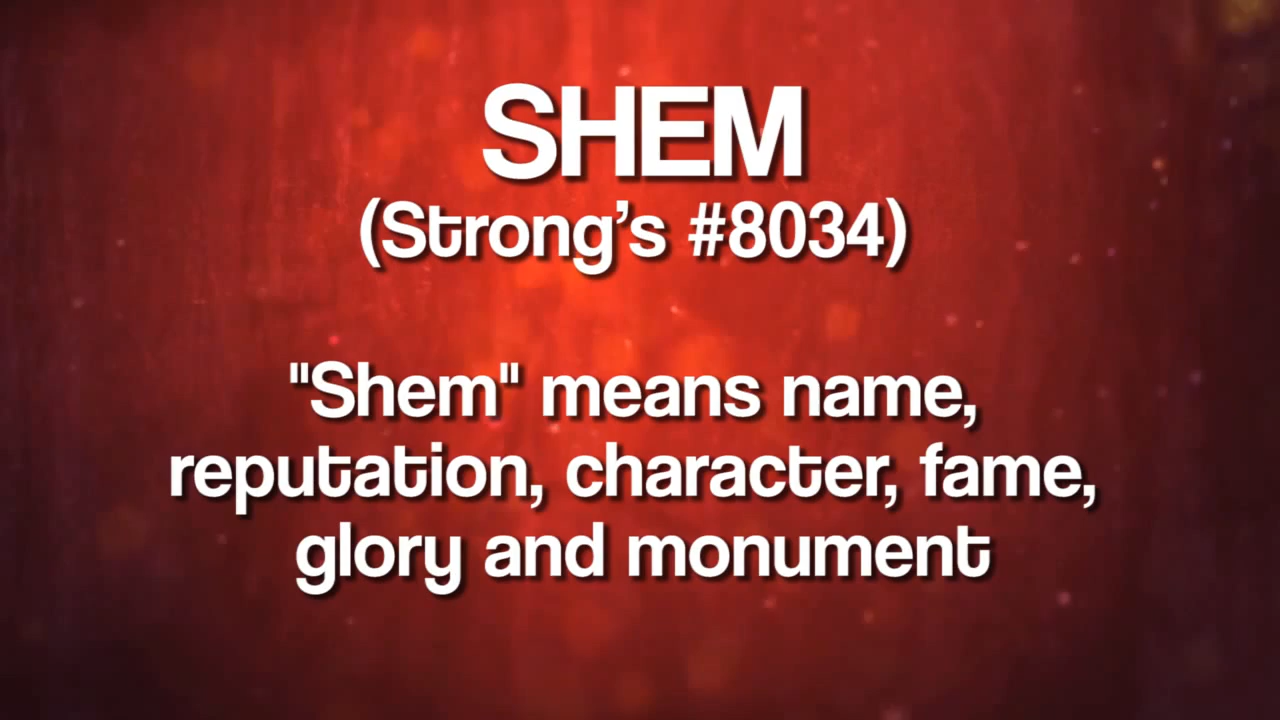 SHEM
(Strong’s #8034)
"Shem" means name,
reputation, character, fame,
glory and monument